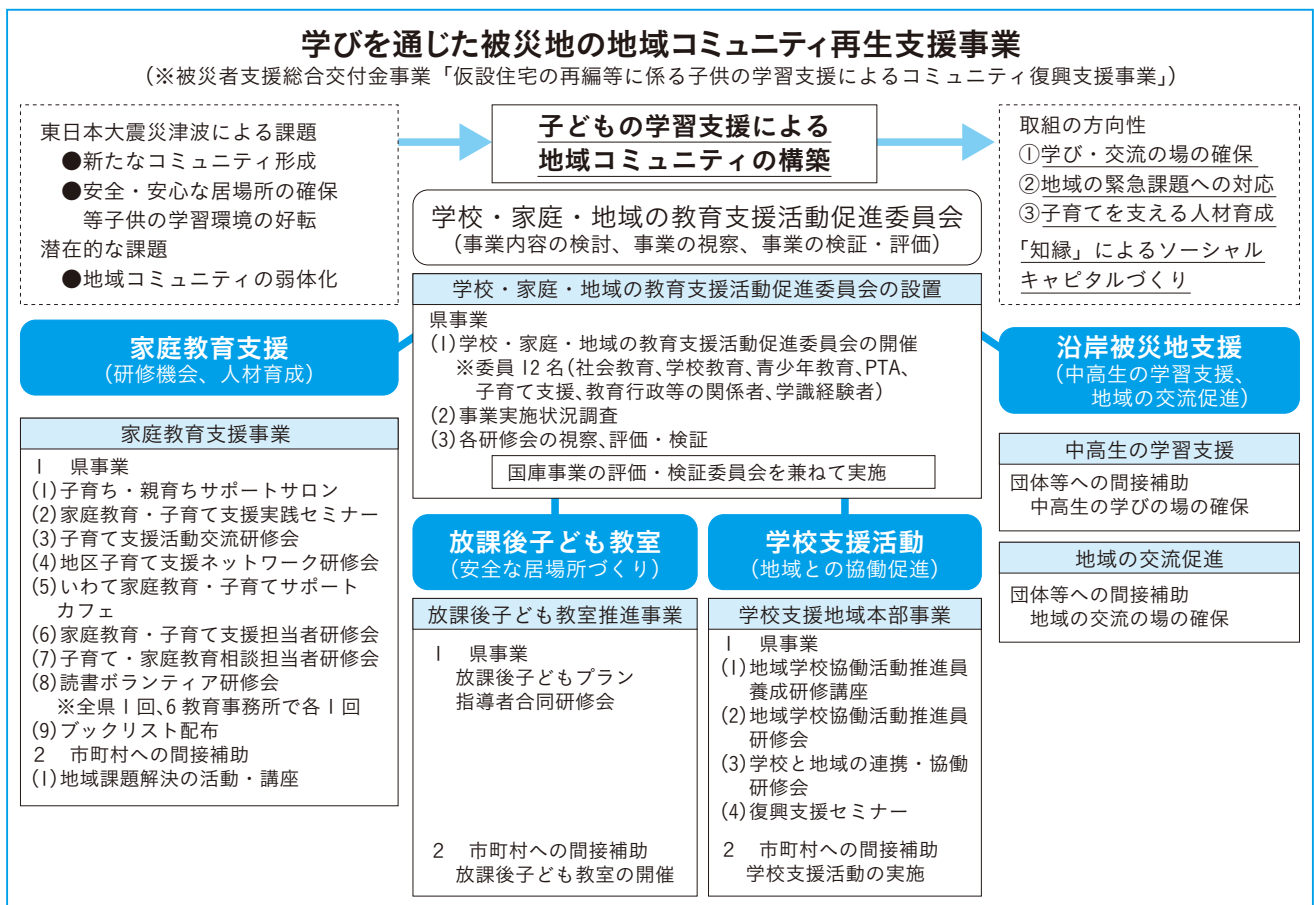 学びを通じた被災地の地域コミュニティ再生支援事業
(※被災者支援総合交付金事業「仮設住宅の再編等に係る子供の学習支援によるコミュニティ復興支援事業」)
東日本大震災津波による課題
●新たなコミュニティ形成
●安全・安心な居場所の確保
等子供の学習環境の好転
潜在的な課題
●地域コミュニティの弱体化
子どもの学習支援による
地域コミュニティの構築
取組の方向性
①学び・交流の場の確保
②地域の緊急課題への対応
③子育てを支える人材育成
「知縁」によるソーシャル
キャピタルづくり
学校・家庭・地域の教育支援活動促進委員会
(事業内容の検討、事業の視察、事業の検証・評価)
学校・家庭・地域の教育支援活動促進委員会の設置
県事業
(1)学校・家庭・地域の教育支援活動促進委員会の開催
※委員12名(社会教育、学校教育、青少年教育、PTA、
子育て支援、教育行政等の関係者、学識経験者)
(2)事業実施状況調査
(3)各研修会の視察、評価・検証
国庫事業の評価・検証委員会を兼ねて実施
家庭教育支援
(研修機会、人材育成)
家庭教育支援事業
1 県事業
(1)子育ち・親育ちサポートサロン
(2)家庭教育・子育て支援実践セミナー
(3)子育て支援活動交流研修会
(4)地区子育て支援ネットワーク研修会
(5)いわて家庭教育・子育てサポート
カフェ
(6)家庭教育・子育て支援担当者研修会
(7)子育て・家庭教育相談担当者研修会
(8)読書ボランティア研修会
※全県1回、6教育事務所で各1回
(9)ブックリスト配布
2 市町村への間接補助
(1)地域課題解決の活動・講座
放課後子ども教室
(安全な居場所づくり)
放課後子ども教室推進事業
1 県事業
放課後子どもプラン
指導者合同研修会
2 市町村への間接補助
放課後子ども教室の開催
学校支援活動
(地域との協働促進)
学校支援地域本部事業
1 県事業
(1)地域学校協働活動推進員
養成研修講座
(2)地域学校協働活動推進員
研修会
(3)学校と地域の連携・協働
研修会
(4)復興支援セミナー
2 市町村への間接補助
学校支援活動の実施
沿岸被災地支援
(中高生の学習支援、
地域の交流促進)
中高生の学習支援
団体等への間接補助
中高生の学びの場の確保
地域の交流促進
団体等への間接補助
地域の交流の場の確保